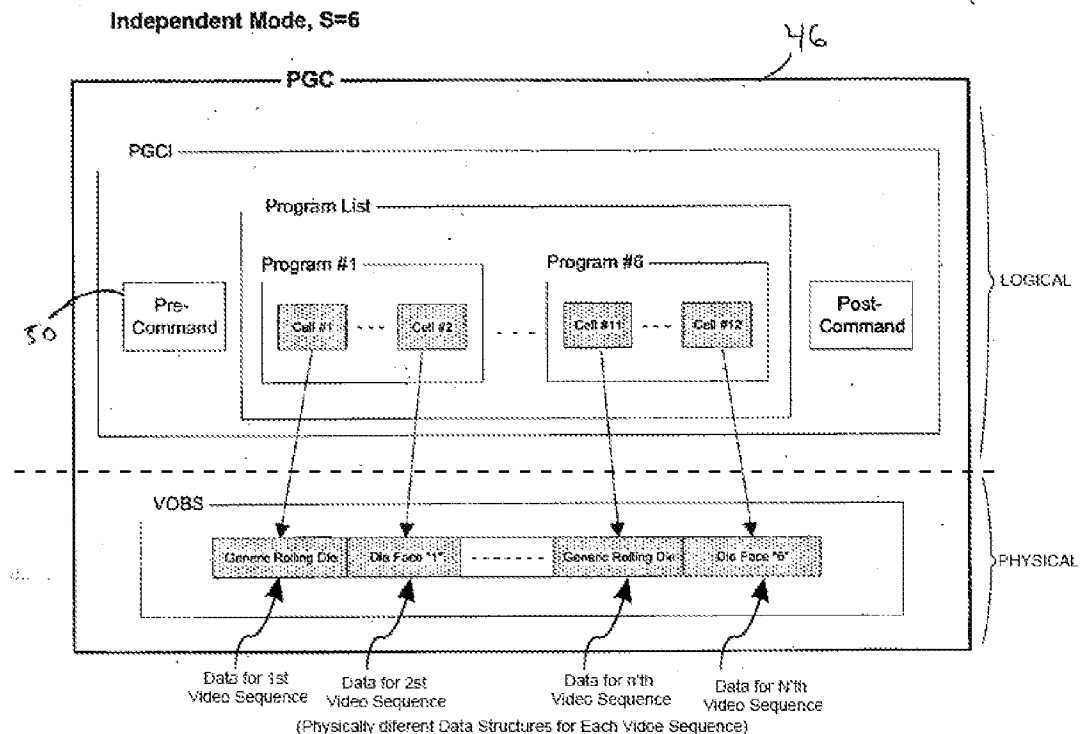 Independent Mode, S=6
46
PGC
PGCI
Program List
Program #1
Program #6
50
Pre-
Command
Cell #1
Cell #2
Cell #11
Cell #12
Post-
Command
LOGICAL
VOBS
Generic Rolling Die
Die Face "1"
Generic Rolling Die
Die Face "6"
PHYSICAL
Data for 1st
Video Sequence
Data for 2st
Video Sequence
Data for n'th
Video Sequence
Data for N'th
Video Sequence
(Physically diferent Data Structures for Each Vidoe Sequence)